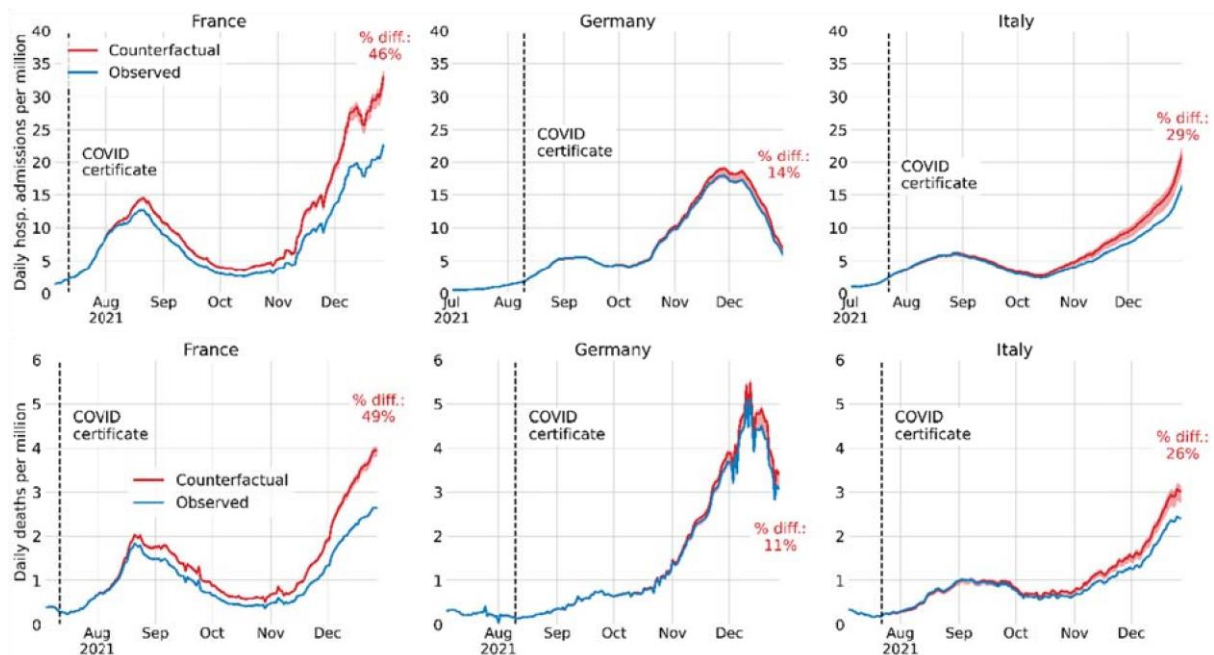 France
Daily hosp. admissions per million
40
35
30
25
20
15
10
5
0
Counterfactual
Observed
% diff.:
46%
COVID
certificate
Aug
2021
Sep
Oct
Nov
Dec
Germany
40
35
30
25
20
15
10
5
0
COVID
certificate
% diff.:
14%
Jul
2021
Aug
Sep
Oct
Nov
Dec
Italy
40
35
30
25
20
15
10
5
0
% diff.:
29%
COVID
certificate
Jul
2021
Aug
Sep
Oct
Nov
Dec
France
Daily deaths per million
6
5
4
3
2
1
0
% diff.:
49%
COVID
certificate
Counterfactual
Observed
Aug
2021
Sep
Oct
Nov
Dec
Germany
6
5
4
3
2
1
0
COVID
certificate
% diff.:
11%
Aug
2021
Sep
Oct
Nov
Dec
Italy
6
5
4
3
2
1
0
COVID
certificate
% diff.:
26%
Aug
2021
Sep
Oct
Nov
Dec